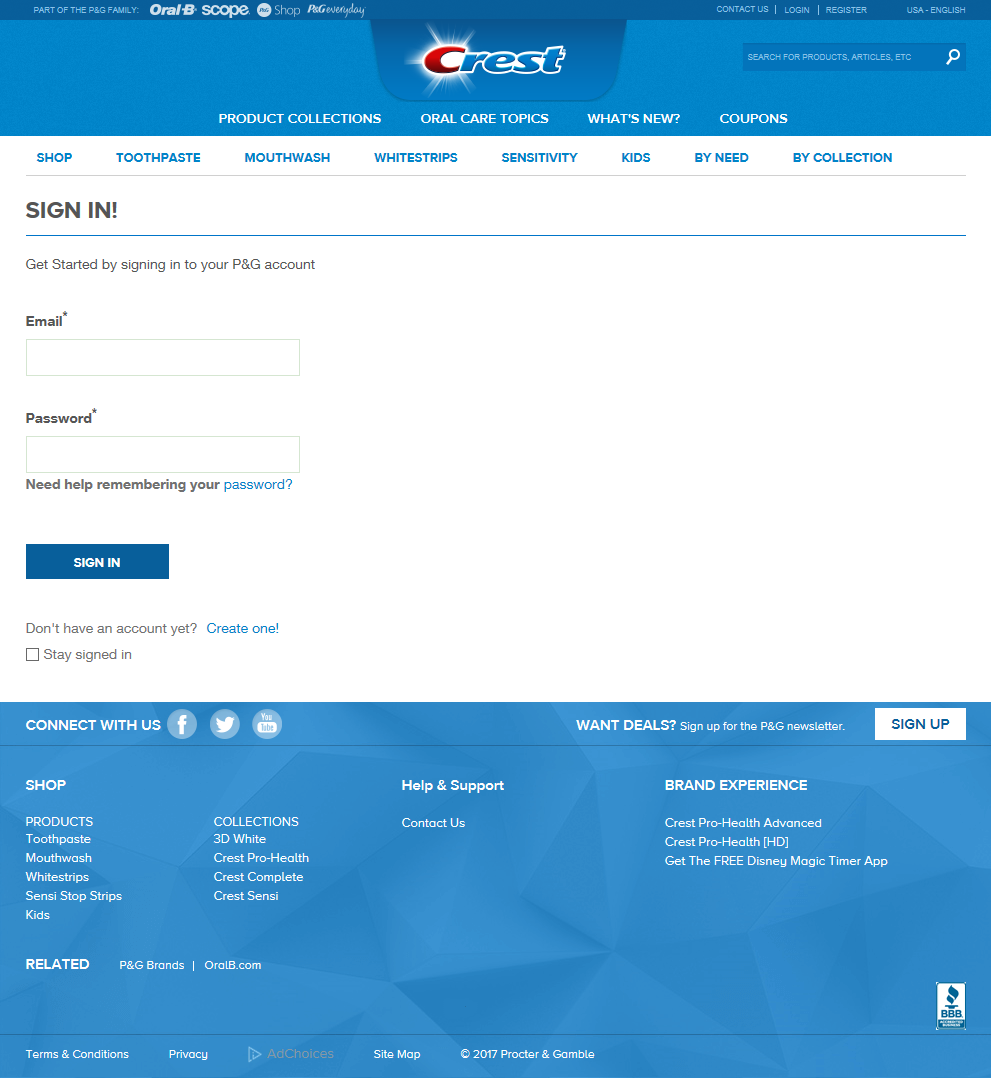 PART OF THE P&G FAMILY: Oral-B scope P&G Shop P&G everyday CONTACT US | LOGIN | REGISTER USA - ENGLISH
Crest
SEARCH FOR PRODUCTS, ARTICLES, ETC
PRODUCT COLLECTIONS ORAL CARE TOPICS WHAT'S NEW? COUPONS
SHOP TOOTHPASTE MOUTHWASH WHITESTRIPS SENSITIVITY KIDS BY NEED BY COLLECTION
SIGN IN!
Get Started by signing in to your P&G account
Email*
Password*
Need help remembering your password?
SIGN IN
Don't have an account yet? Create one!
Stay signed in
CONNECT WITH US f You Tube WANT DEALS? Sign up for the P&G newsletter. SIGN UP
SHOP Help & Support BRAND EXPERIENCE
PRODUCTS COLLECTIONS Contact Us Crest Pro-Health Advanced
Toothpaste 3D White Crest Pro-Health [HD]
Mouthwash Crest Pro-Health Get The FREE Disney Magic Timer App
Whitestrips Crest Complete
Sensi Stop Strips Crest Sensi
Kids
RELATED P&G Brands | OralB.com
BBB
ACCREDITED BUSINESS
Terms & Conditions Privacy AdChoices Site Map © 2017 Procter & Gamble